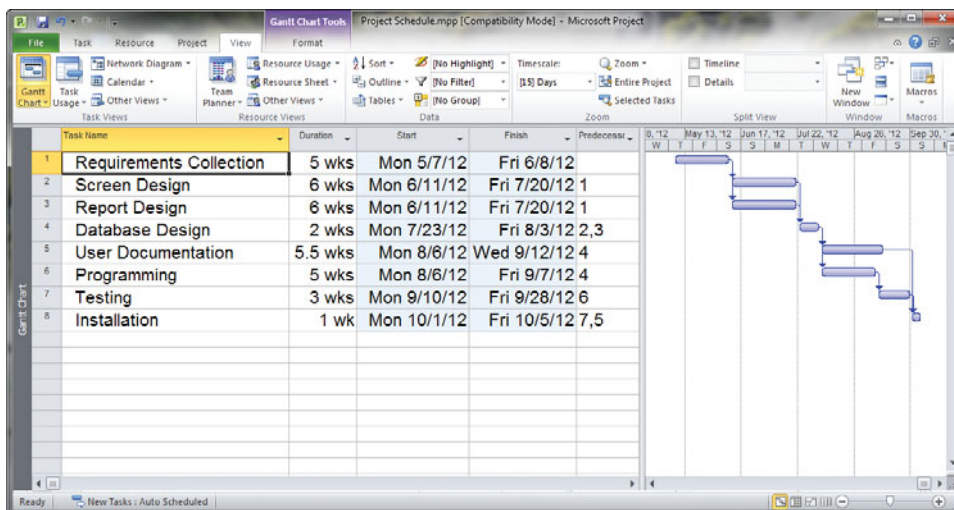 Gantt Chart Tools Project Schedule.mpp [Compatibility Mode] - Microsoft Project
File Task Resource Project View Format
Gantt Chart
Task Usage
Network Diagram
Calendar
Other Views
Task Views
Team Planner
Resource Usage
Resource Sheet
Other Views
Resource Views
Sort
Outline
Tables
[No Highlight]
[No Filter]
[No Group]
Data
Timescale:
[15] Days
Zoom
Entire Project
Selected Tasks
Zoom
Timeline
Details
Split View
New Window
Window
Macros
Macros
Task Name Duration Start Finish Predecessc
8, '12 May 13, '12 Jun 17, '12 Jul 22, '12 Aug 26, '12 Sep 30, '
W T F S S M T W T F S S
1 Requirements Collection 5 wks Mon 5/7/12 Fri 6/8/12
2 Screen Design 6 wks Mon 6/11/12 Fri 7/20/12 1
3 Report Design 6 wks Mon 6/11/12 Fri 7/20/12 1
4 Database Design 2 wks Mon 7/23/12 Fri 8/3/12 2,3
5 User Documentation 5.5 wks Mon 8/6/12 Wed 9/12/12 4
6 Programming 5 wks Mon 8/6/12 Fri 9/7/12 4
7 Testing 3 wks Mon 9/10/12 Fri 9/28/12 6
8 Installation 1 wk Mon 10/1/12 Fri 10/5/12 7,5
Gantt Chart
Ready New Tasks : Auto Scheduled